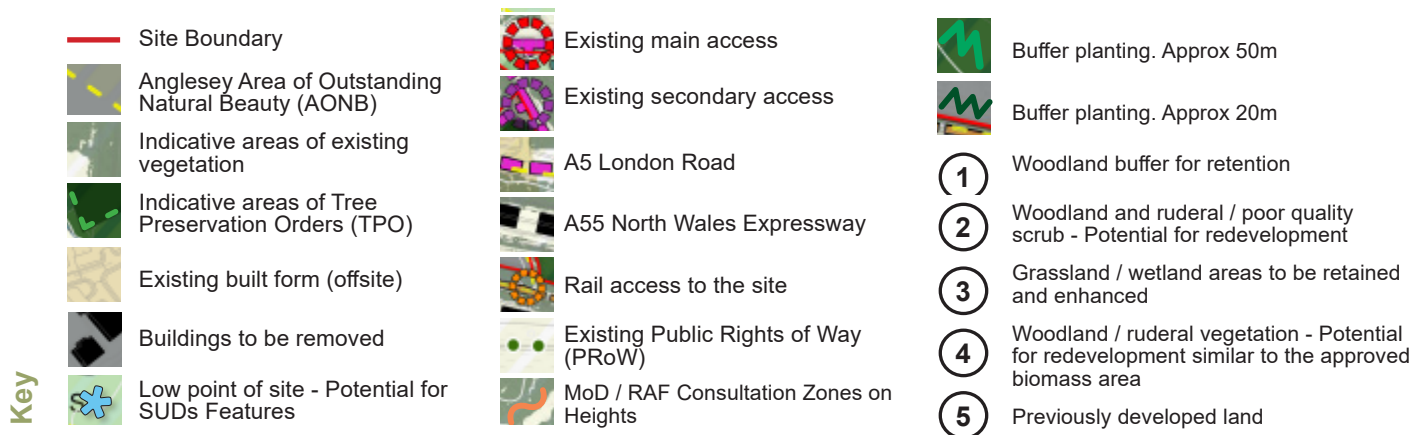 Key
Site Boundary
Anglesey Area of Outstanding
Natural Beauty (AONB)
Indicative areas of existing
vegetation
Indicative areas of Tree
Preservation Orders (TPO)
Existing built form (offsite)
Buildings to be removed
Low point of site - Potential for
SUDs Features
Existing main access
Existing secondary access
A5 London Road
A55 North Wales Expressway
Rail access to the site
Existing Public Rights of Way
(PRoW)
MoD / RAF Consultation Zones on
Heights
Buffer planting. Approx 50m
Buffer planting. Approx 20m
1 Woodland buffer for retention
2 Woodland and ruderal / poor quality
scrub - Potential for redevelopment
3 Grassland / wetland areas to be retained
and enhanced
4 Woodland / ruderal vegetation - Potential
for redevelopment similar to the approved
biomass area
5 Previously developed land